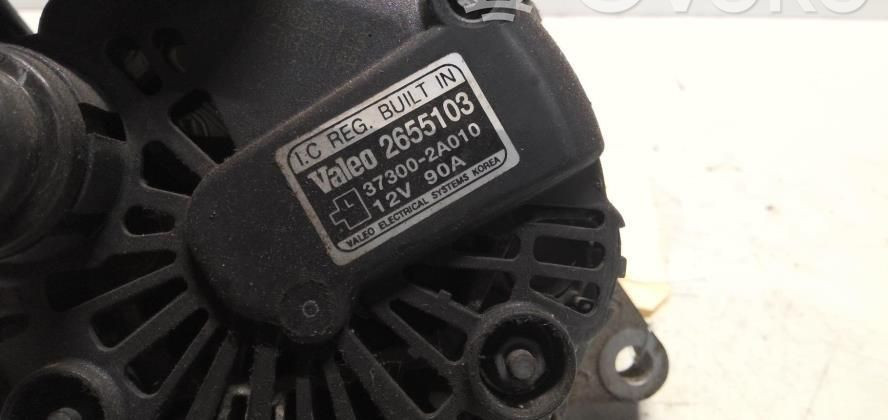 I.C REG. BUILT IN
Valeo 2655103
37300-2A010
12V 90A
VALEO ELECTRICAL SYSTEMS KOREA